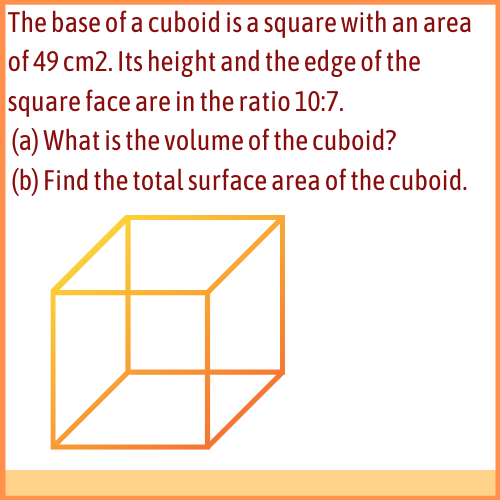 The base of a cuboid is a square with an area
of 49 cm2. Its height and the edge of the
square face are in the ratio 10:7.
(a) What is the volume of the cuboid?
(b) Find the total surface area of the cuboid.